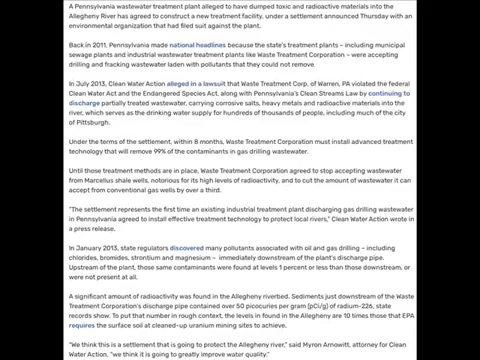 A Pennsylvania wastewater treatment plant alleged to have dumped toxic and radioactive materials into the
Allegheny River has agreed to construct a new treatment facility, under a settlement announced Thursday with an
environmental organization that had filed suit against the plant.
Back in 2011, Pennsylvania made national headlines because the state's treatment plants – including municipal
sewage plants and industrial wastewater treatment plants like Waste Treatment Corporation – were accepting
drilling and fracking wastewater laden with pollutants that they could not remove.
In July 2013, Clean Water Action alleged in a lawsuit that Waste Treatment Corp. of Warren, PA violated the federal
Clean Water Act and the Endangered Species Act, along with Pennsylvania's Clean Streams Law by continuing to
discharge partially treated wastewater, carrying corrosive salts, heavy metals and radioactive materials into the
river, which serves as the drinking water supply for hundreds of thousands of people, including much of the city
of Pittsburgh.
Under the terms of the settlement, within 8 months, Waste Treatment Corporation must install advanced treatment
technology that will remove 99% of the contaminants in gas drilling wastewater.
Until those treatment methods are in place, Waste Treatment Corporation agreed to stop accepting wastewater
from Marcellus shale wells, notorious for its high levels of radioactivity, and to cut the amount of wastewater it can
accept from conventional gas wells by over a third.
"The settlement represents the first time an existing industrial treatment plant discharging gas drilling wastewater
in Pennsylvania agreed to install effective treatment technology to protect local rivers," Clean Water Action wrote in
a press release.
In January 2013, state regulators discovered many pollutants associated with oil and gas drilling – including
chlorides, bromides, strontium and magnesium – immediately downstream of the plant's discharge pipe.
Upstream of the plant, those same contaminants were found at levels 1 percent or less than those downstream, or
were not present at all.
A significant amount of radioactivity was found in the Allegheny riverbed. Sediments just downstream of the Waste
Treatment Corporation's discharge pipe contained over 50 picocuries per gram (pCi/g) of radium-226, state
records show. To put that number in rough context, the levels found in Allegheny are 10 times those that EPA
requires the surface soil at cleaned-up uranium mining sites to achieve.
"We think this is a settlement that is going to protect the Allegheny river," said Myron Arnowitt, attorney for Clean
Water Action, "we think it is going to greatly improve water quality."